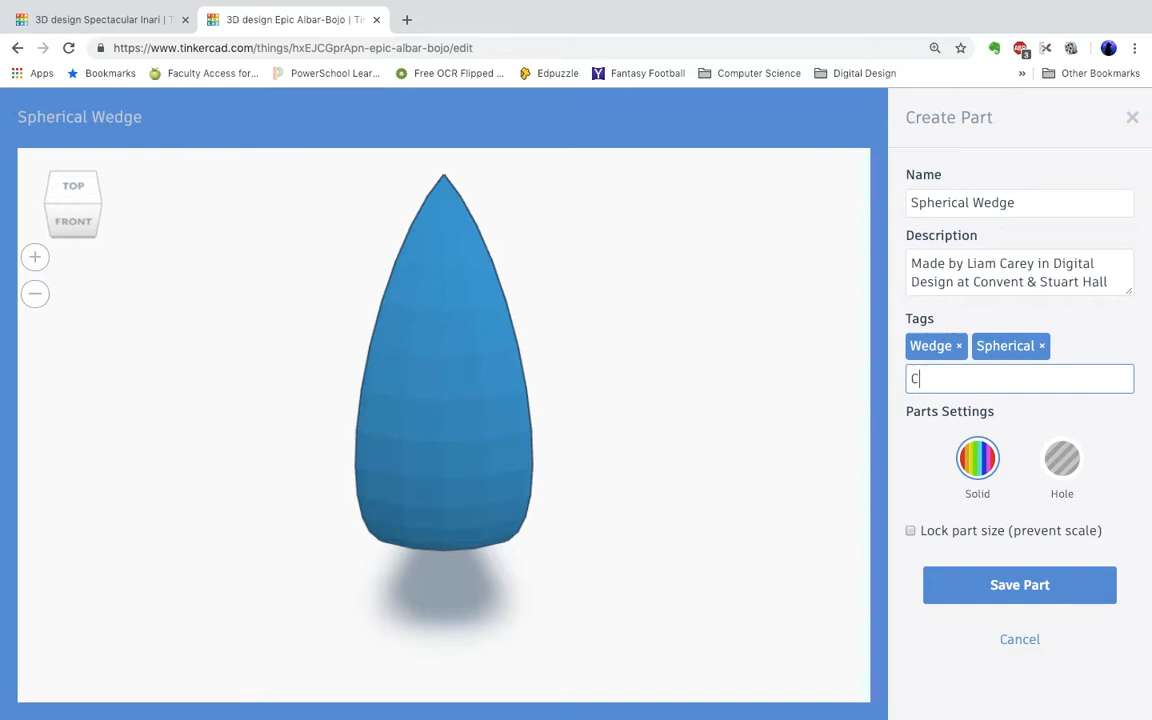 3D design Spectacular Inari | T
3D design Epic Albar-Bojo | Ti
https://www.tinkercad.com/things/hxEJCGprApn-epic-albar-bojo/edit
3
Apps
Bookmarks
Faculty Access for...
PowerSchool Lear...
Free OCR Flipped ...
Edpuzzle
Fantasy Football
Computer Science
Digital Design
»
Other Bookmarks
Spherical Wedge
TOP
FRONT
Create Part
Name
Spherical Wedge
Description
Made by Liam Carey in Digital
Design at Convent & Stuart Hall
Tags
Wedge × Spherical ×
C
Parts Settings
Solid
Hole
Lock part size (prevent scale)
Save Part
Cancel